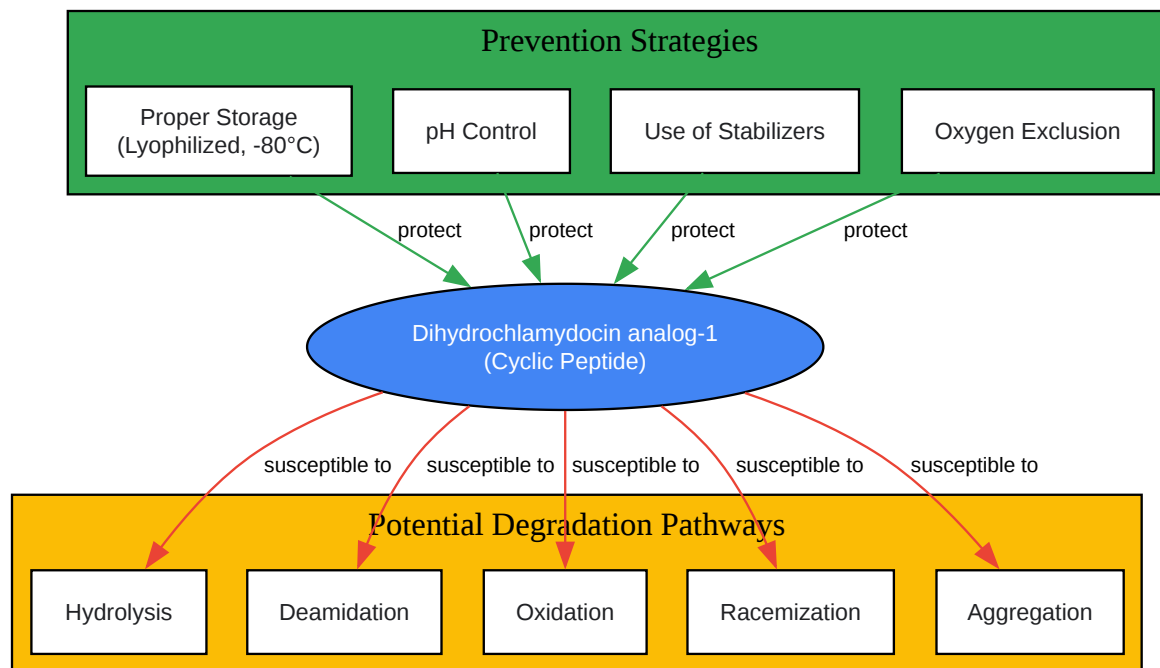 Prevention Strategies
Proper Storage
(Lyophilized, -80°C)
pH Control
Use of Stabilizers
Oxygen Exclusion
protect
protect
protect
protect
Dihydrochlamydocin analog-1
(Cyclic Peptide)
susceptible to
susceptible to
susceptible to
susceptible to
susceptible to
Potential Degradation Pathways
Hydrolysis
Deamidation
Oxidation
Racemization
Aggregation